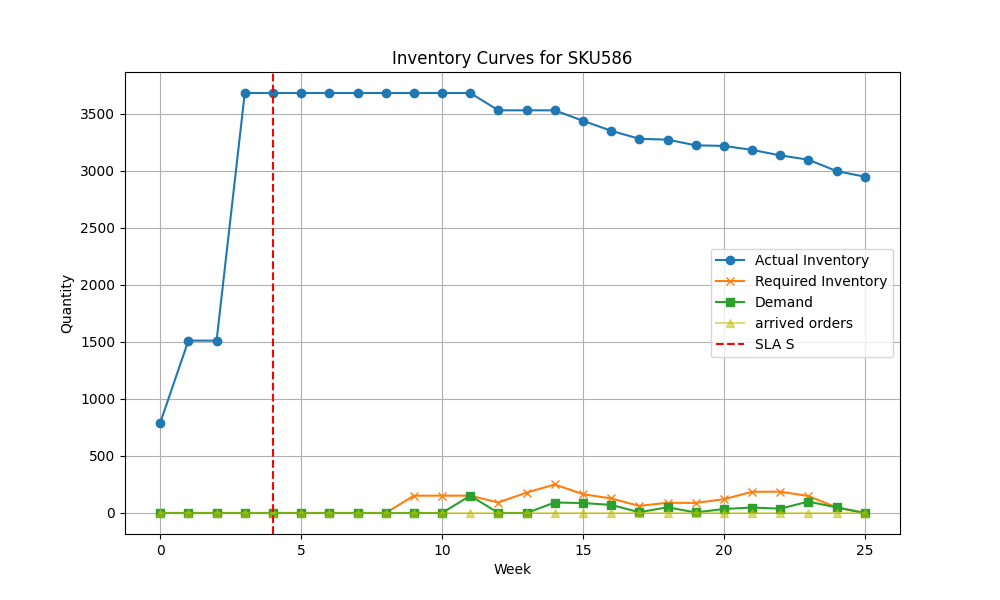 Inventory Curves for SKU586
Quantity
3500
3000
2500
2000
1500
1000
500
0
Actual Inventory
Required Inventory
Demand
arrived orders
SLA S
0 5 10 15 20 25
Week